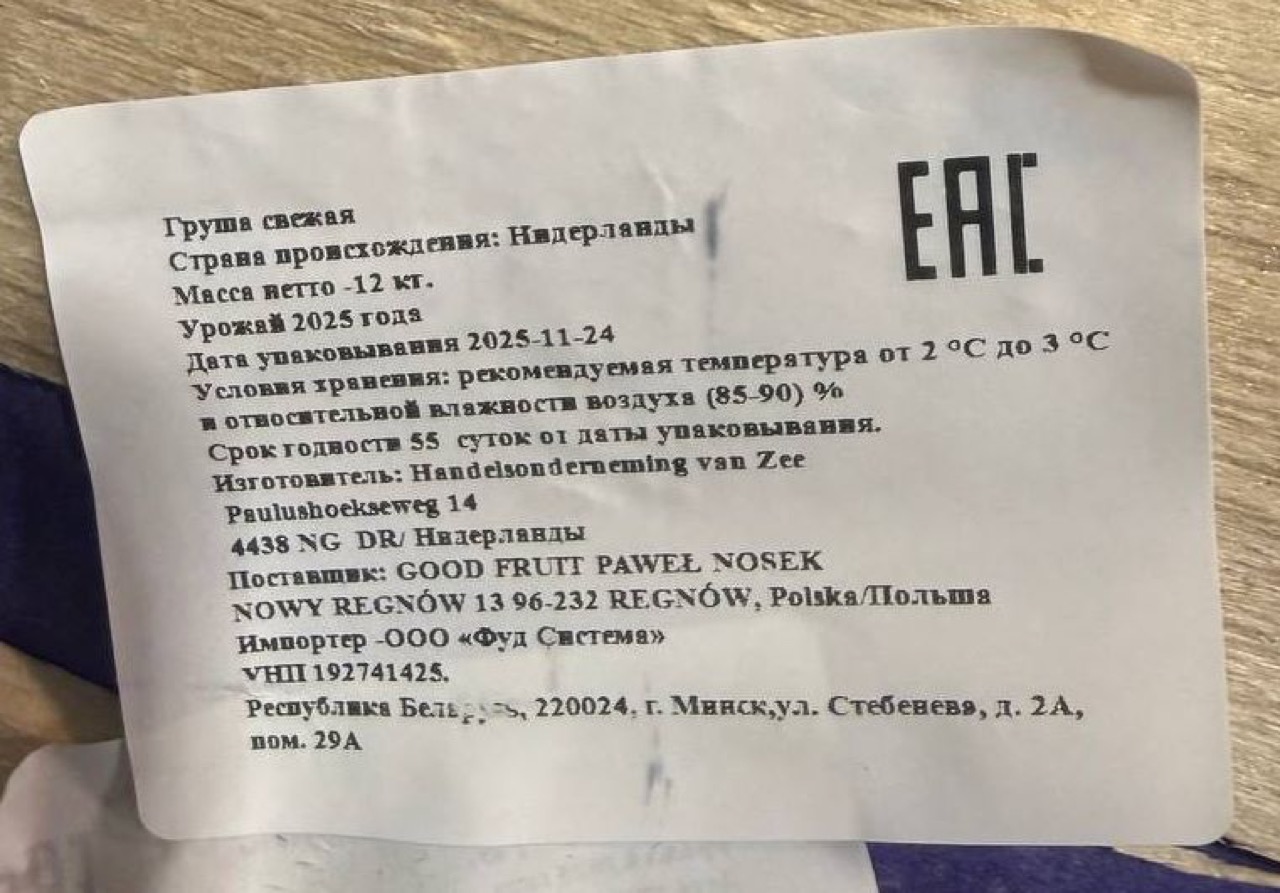 Груша свежая
Страна происхождения: Нидерланды
Масса нетто -12 кг.
Урожай 2025 года
Дата упаковывания 2025-11-24
Условия хранения: рекомендуемая температура от 2 °C до 3 °C
и относительной влажности воздуха (85-90) %
Срок годности 55 суток от даты упаковывания.
Изготовитель: Handelsonderneming van Zee
Paulushoekseweg 14
4438 NG DR/ Нидерланды
Поставщик: GOOD FRUIT PAWEŁ NOSEK
NOWY REGNÓW 13 96-232 REGNÓW, Polska/Польша
Импортер -ООО «Фуд Система»
УНП 192741425.
Республика Беларусь, 220024, г. Минск,ул. Стебенева, д. 2А,
пом. 29А
EAC